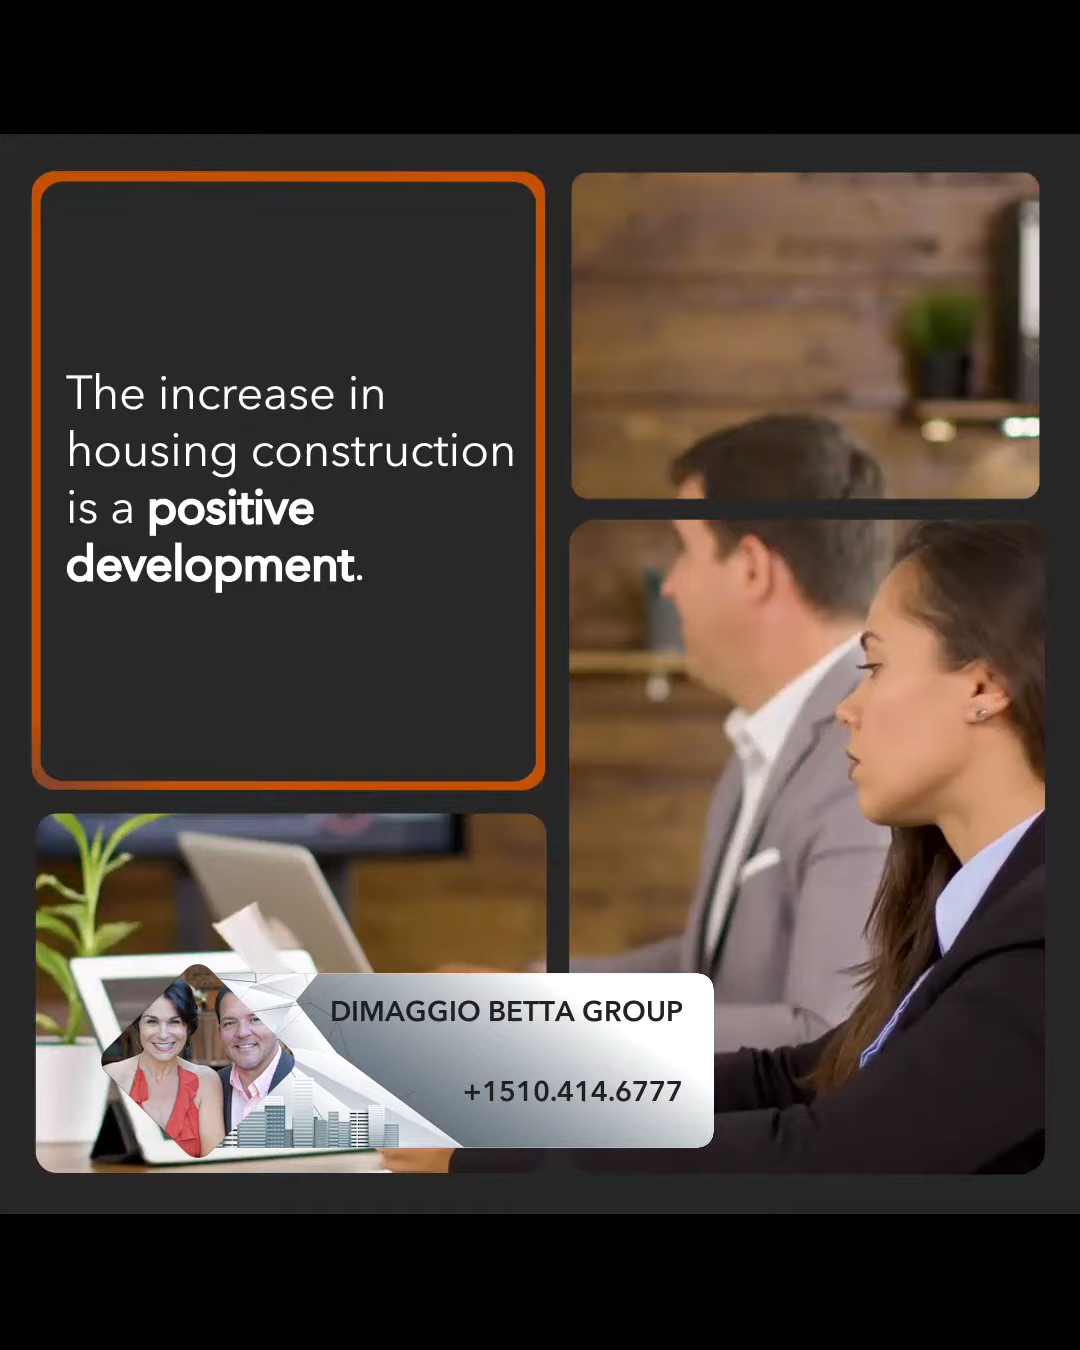 The increase in
housing construction
is a positive
development.
DIMAGGIO BETTA GROUP
+1510.414.6777